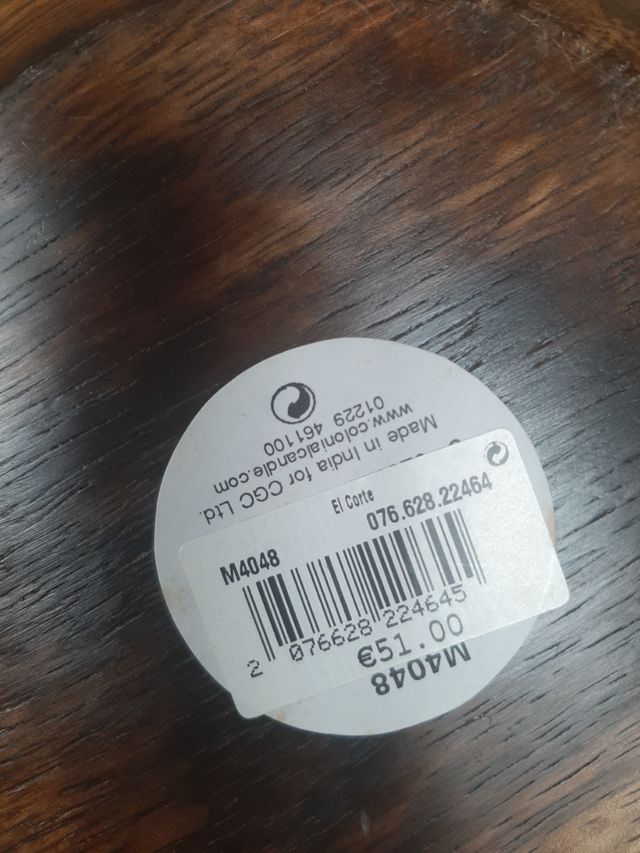 El Corte
076.628.22464
M4048
2 076628 224645
€51.00
M4048
Made in India for CGC Ltd.
www.colonialcandle.com
01229 461100